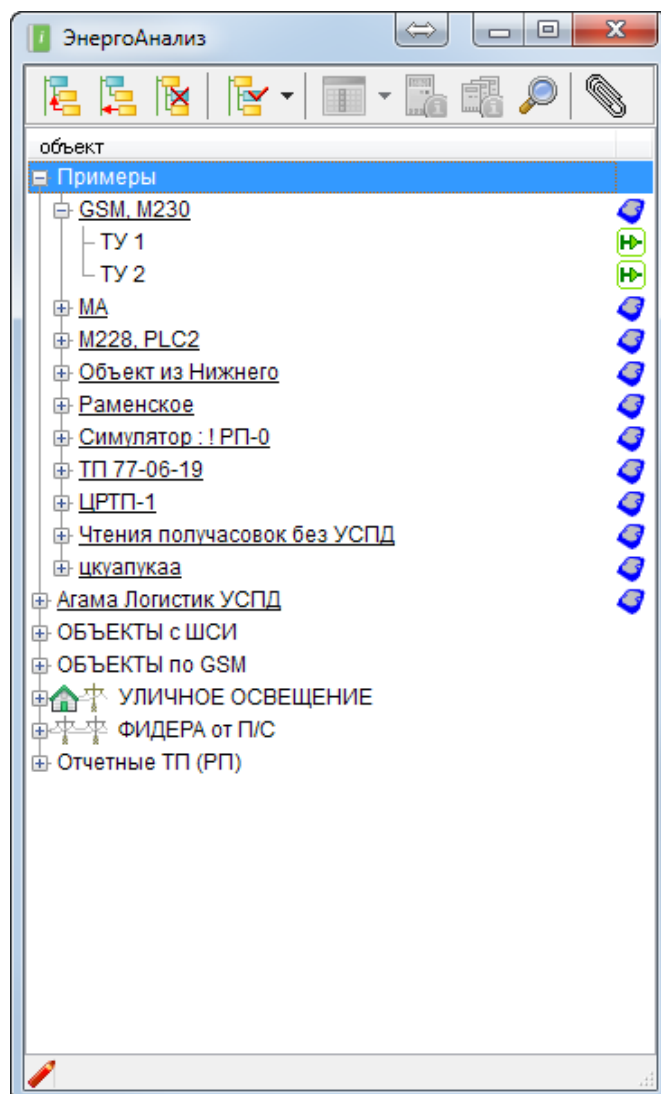 ЭнергоАнализ
объект
Примеры
GSM, М230
ТУ 1
ТУ 2
МА
М228, PLC2
Объект из Нижнего
Раменское
Симулятор : ! РП-0
ТП 77-06-19
ЦРТП-1
Чтения получасовок без УСПД
цкуапукаа
Агама Логистик УСПД
ОБЪЕКТЫ с ШСИ
ОБЪЕКТЫ по GSM
УЛИЧНОЕ ОСВЕЩЕНИЕ
ФИДЕРА от П/С
Отчетные ТП (РП)